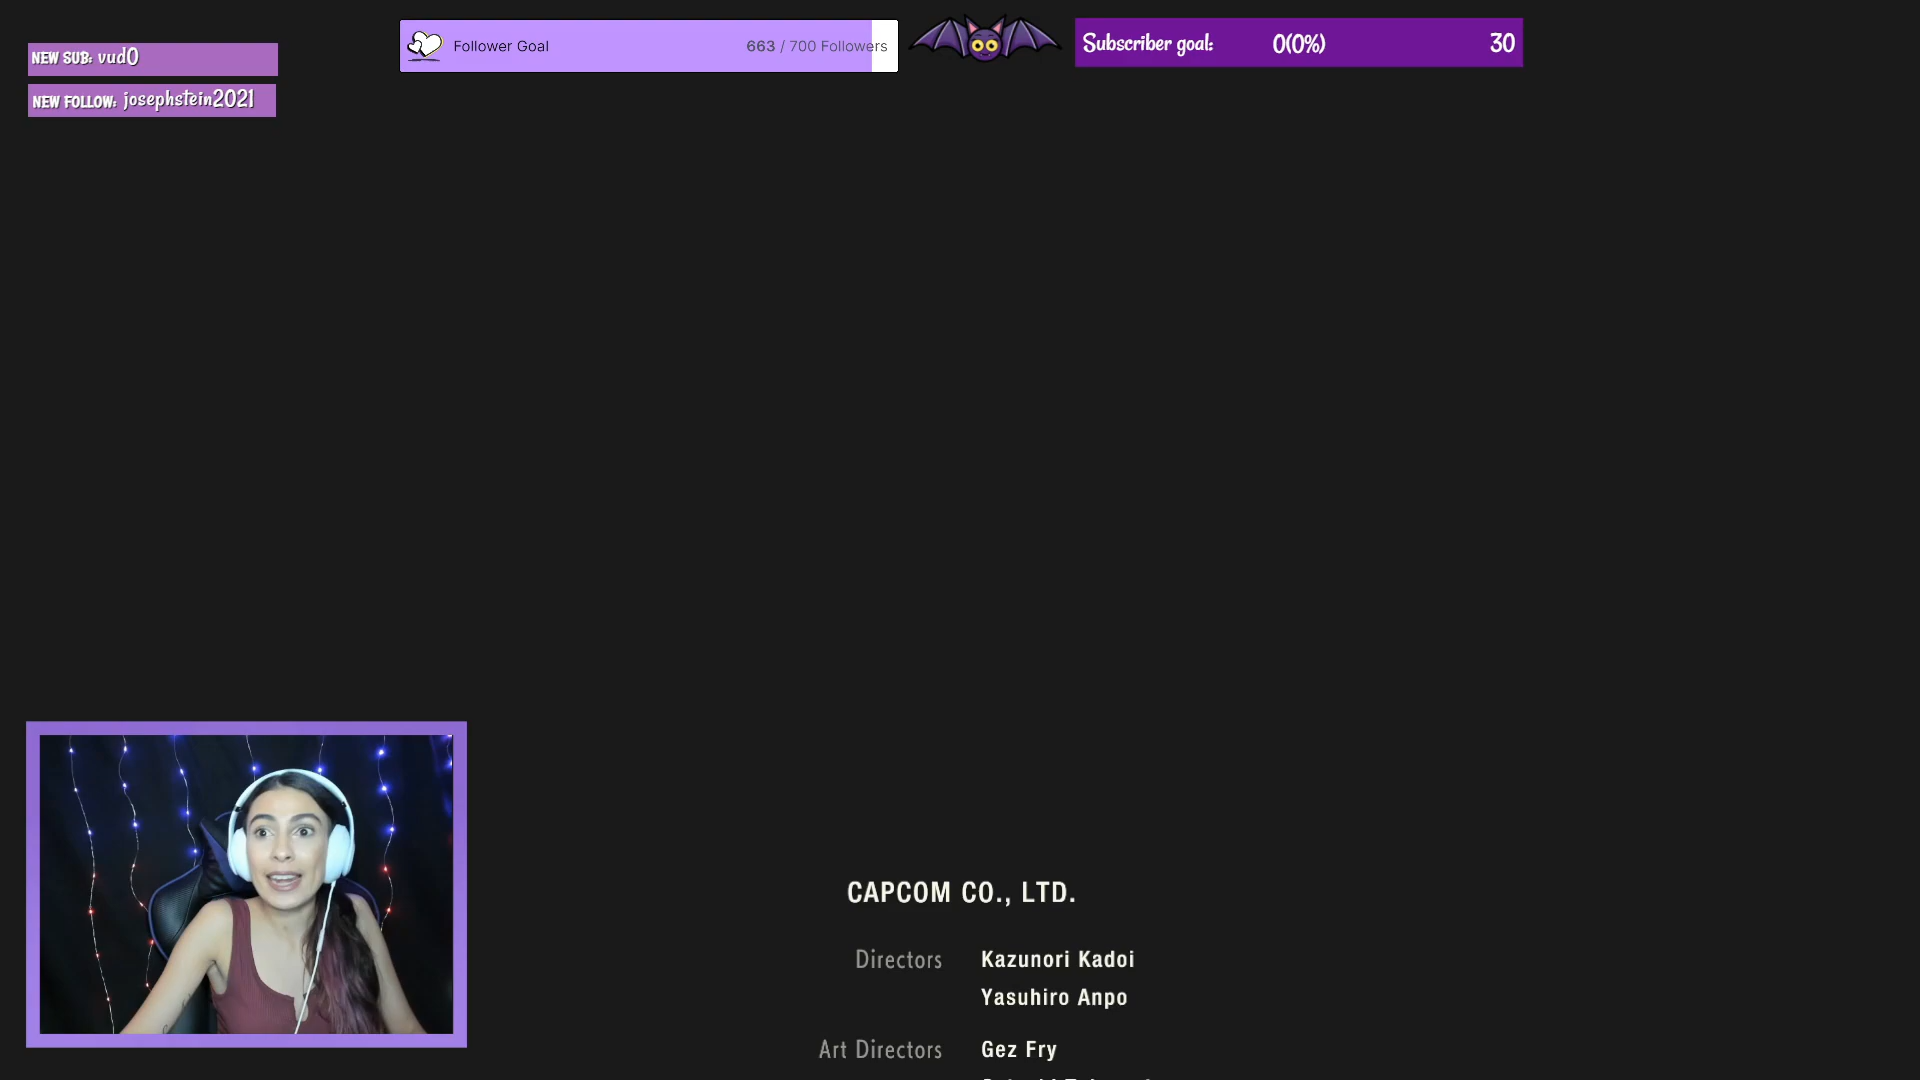 NEW SUB: vud0
NEW FOLLOW: josephstein2021
Follower Goal 663 / 700 Followers
Subscriber goal: 0(0%) 30
CAPCOM CO., LTD.
Directors Kazunori Kadoi
Yasuhiro Anpo
Art Directors Gez Fry